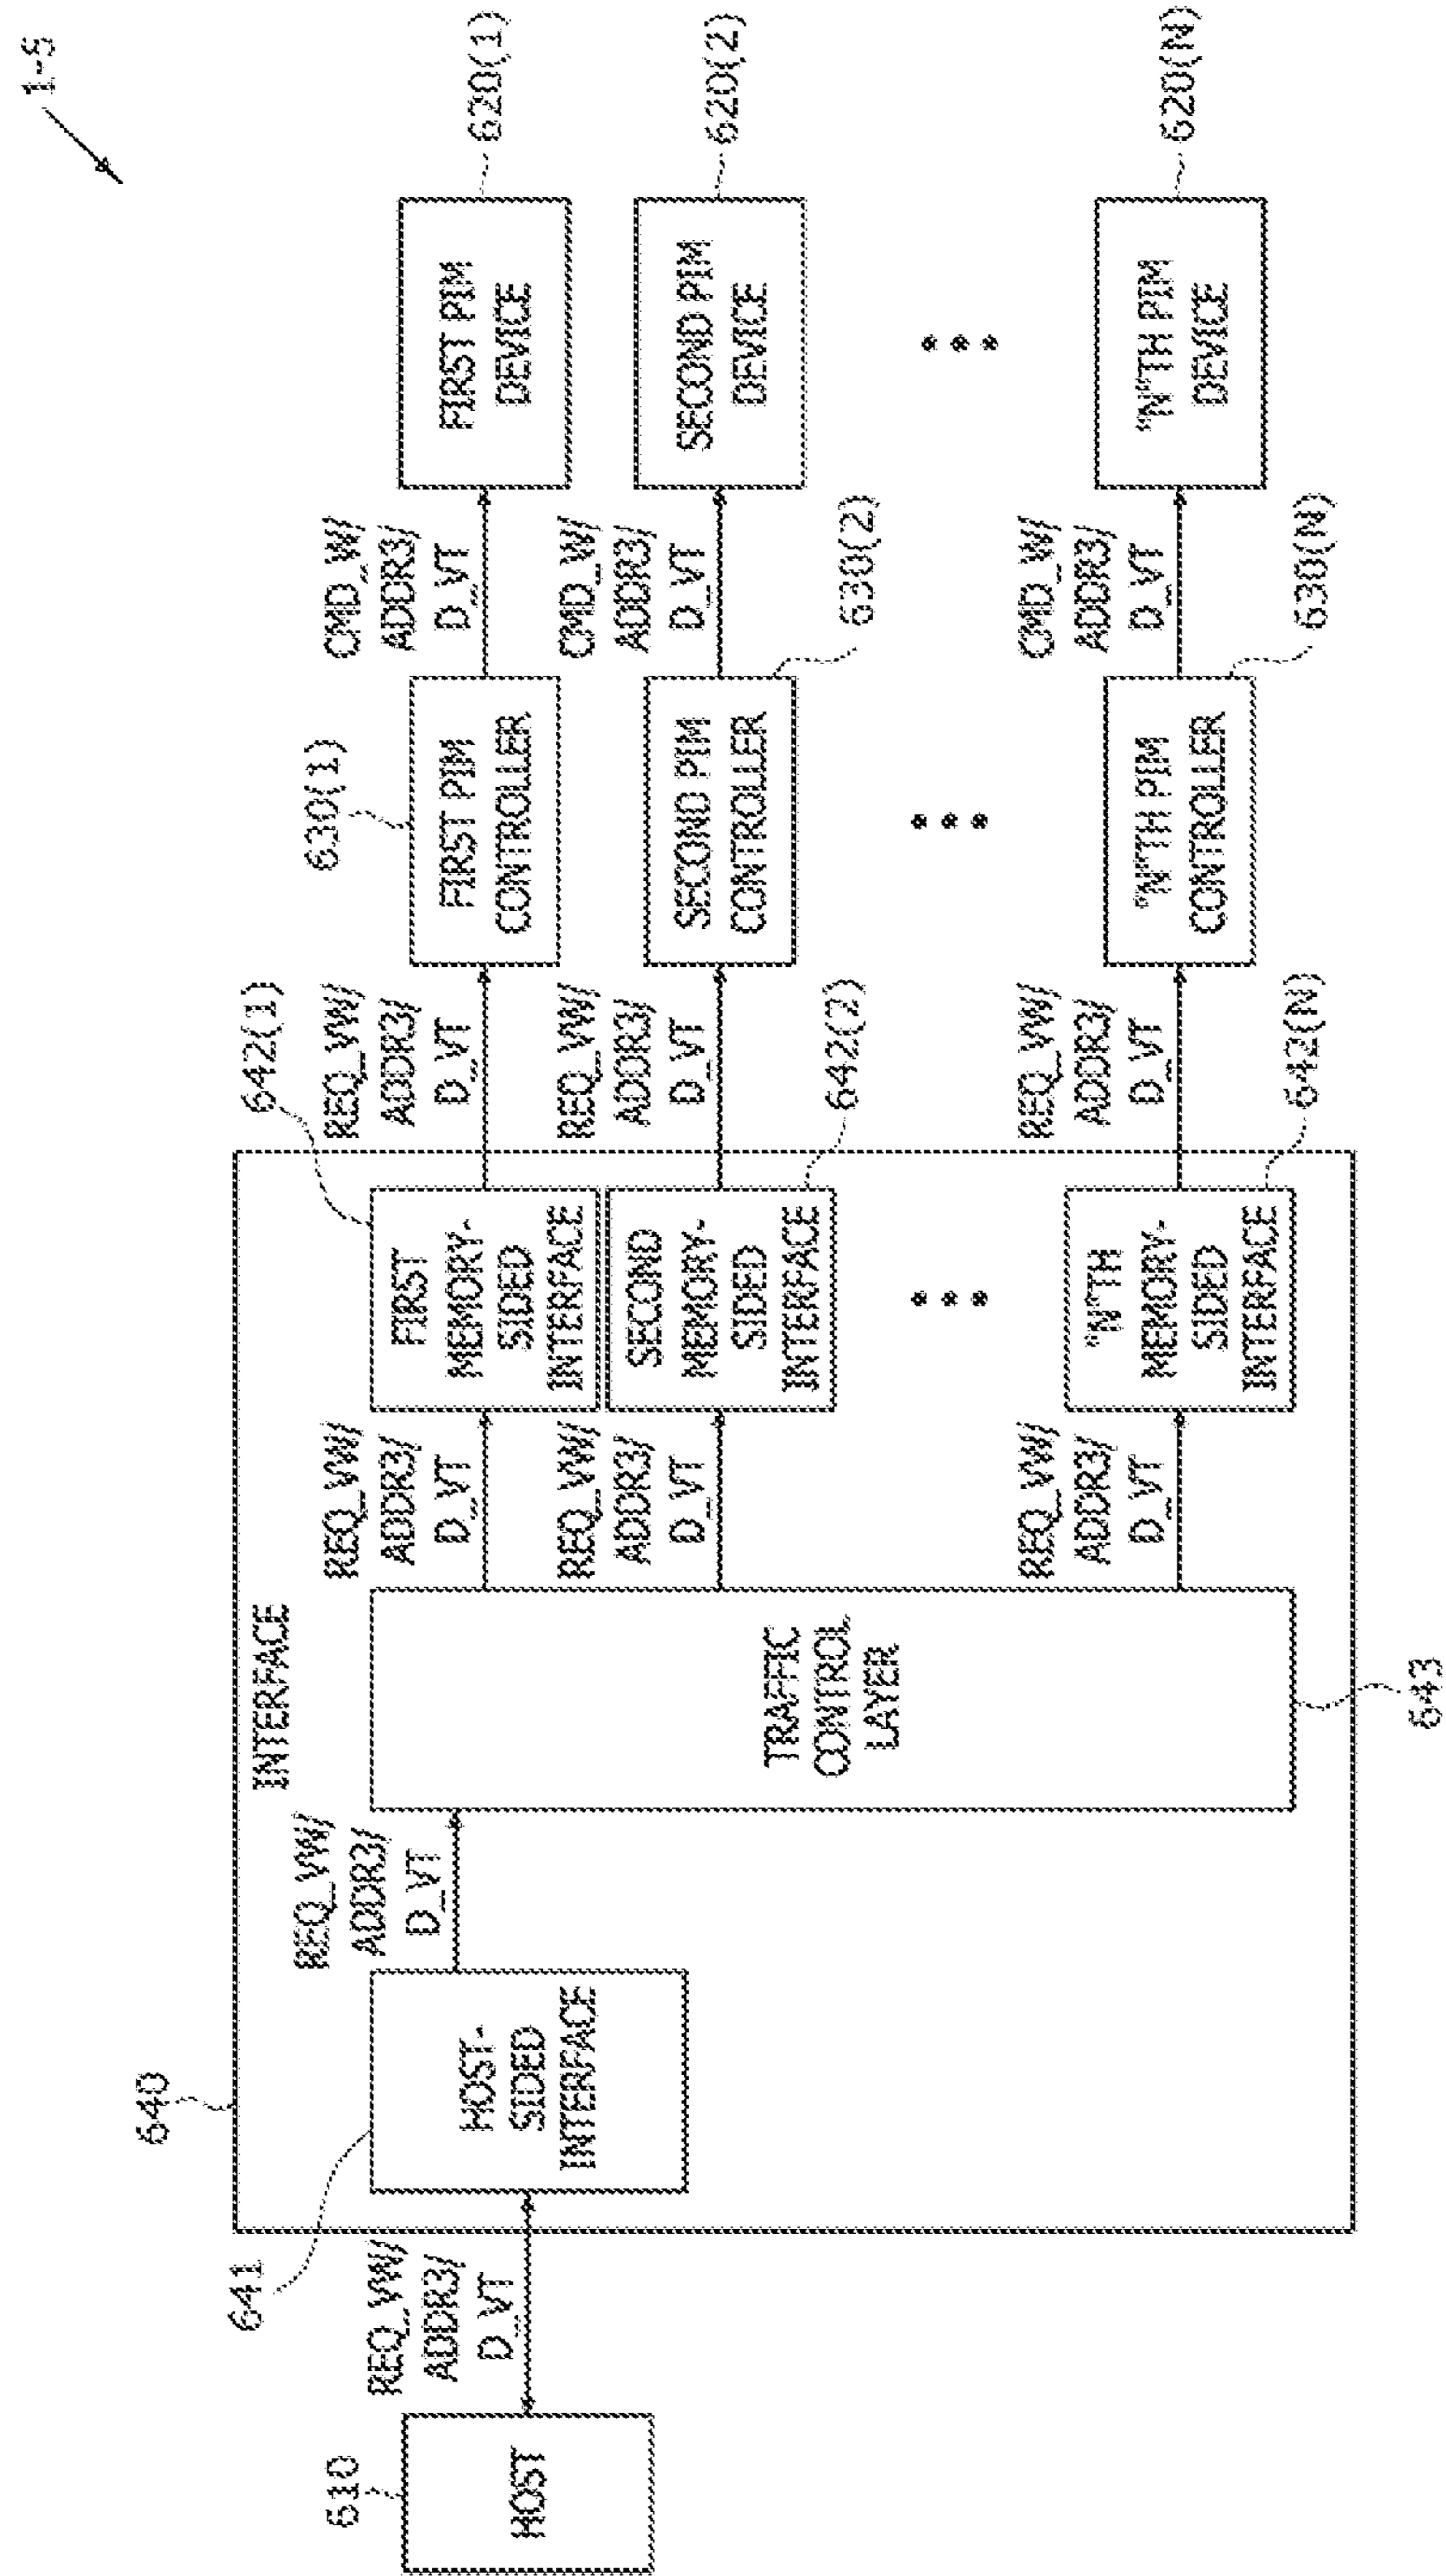 1-5
610
HOST
REQ_VW/
ADDR3/
D_VT
640
INTERFACE
641
HOST-
SIDED
INTERFACE
REQ_VW/
ADDR3/
D_VT
TRAFFIC
CONTROL
LAYER
643
REQ_VW/
ADDR3/
D_VT
642(1)
FIRST
MEMORY-
SIDED
INTERFACE
REQ_VW/
ADDR3/
D_VT
630(1)
FIRST PIM
CONTROLLER
CMD_W/
ADDR3/
D_VT
FIRST PIM
DEVICE
620(1)
REQ_VW/
ADDR3/
D_VT
SECOND
MEMORY-
SIDED
INTERFACE
642(2)
REQ_VW/
ADDR3/
D_VT
SECOND PIM
CONTROLLER
630(2)
CMD_W/
ADDR3/
D_VT
SECOND PIM
DEVICE
620(2)
REQ_VW/
ADDR3/
D_VT
"N"TH
MEMORY-
SIDED
INTERFACE
642(N)
REQ_VW/
ADDR3/
D_VT
"N"TH PIM
CONTROLLER
630(N)
CMD_W/
ADDR3/
D_VT
"N"TH PIM
DEVICE
620(N)